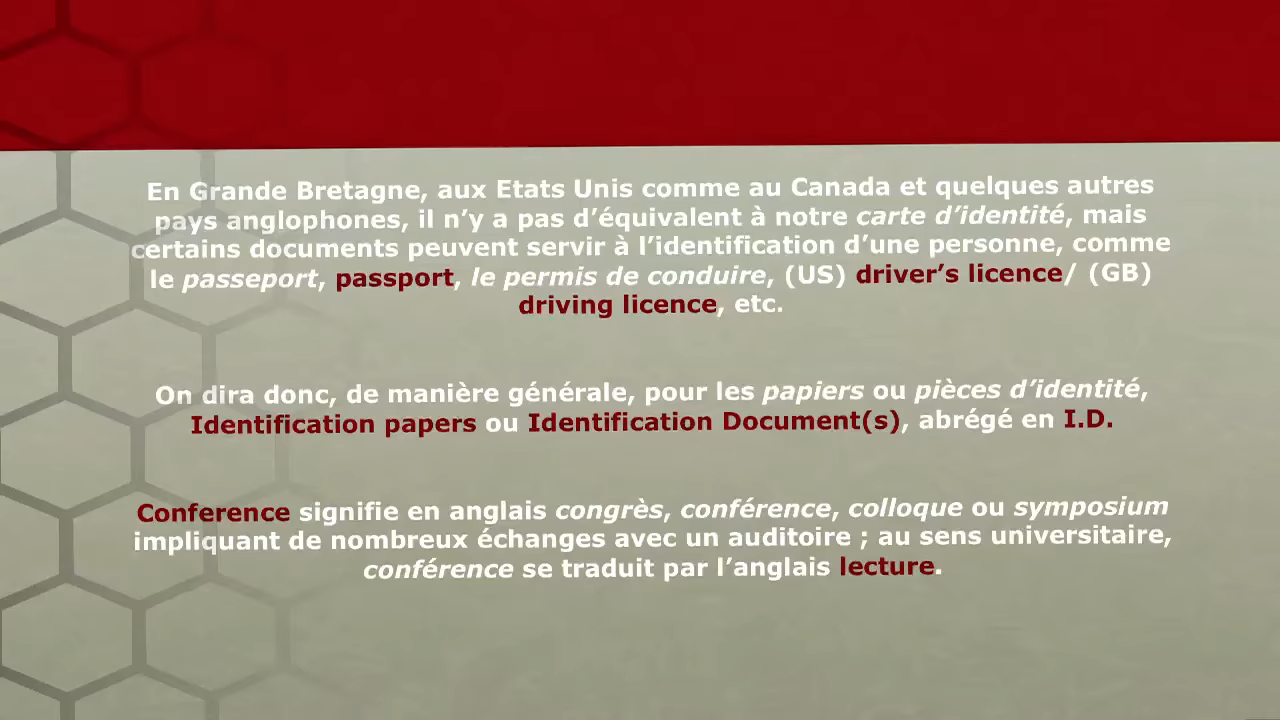 En Grande Bretagne, aux Etats Unis comme au Canada et quelques autres
pays anglophones, il n’y a pas d’équivalent à notre carte d’identité, mais
certains documents peuvent servir à l’identification d’une personne, comme
le passeport, passport, le permis de conduire, (US) driver’s licence/ (GB)
driving licence, etc.
On dira donc, de manière générale, pour les papiers ou pièces d’identité,
Identification papers ou Identification Document(s), abrégé en I.D.
Conference signifie en anglais congrès, conférence, colloque ou symposium
impliquant de nombreux échanges avec un auditoire ; au sens universitaire,
conférence se traduit par l’anglais lecture.